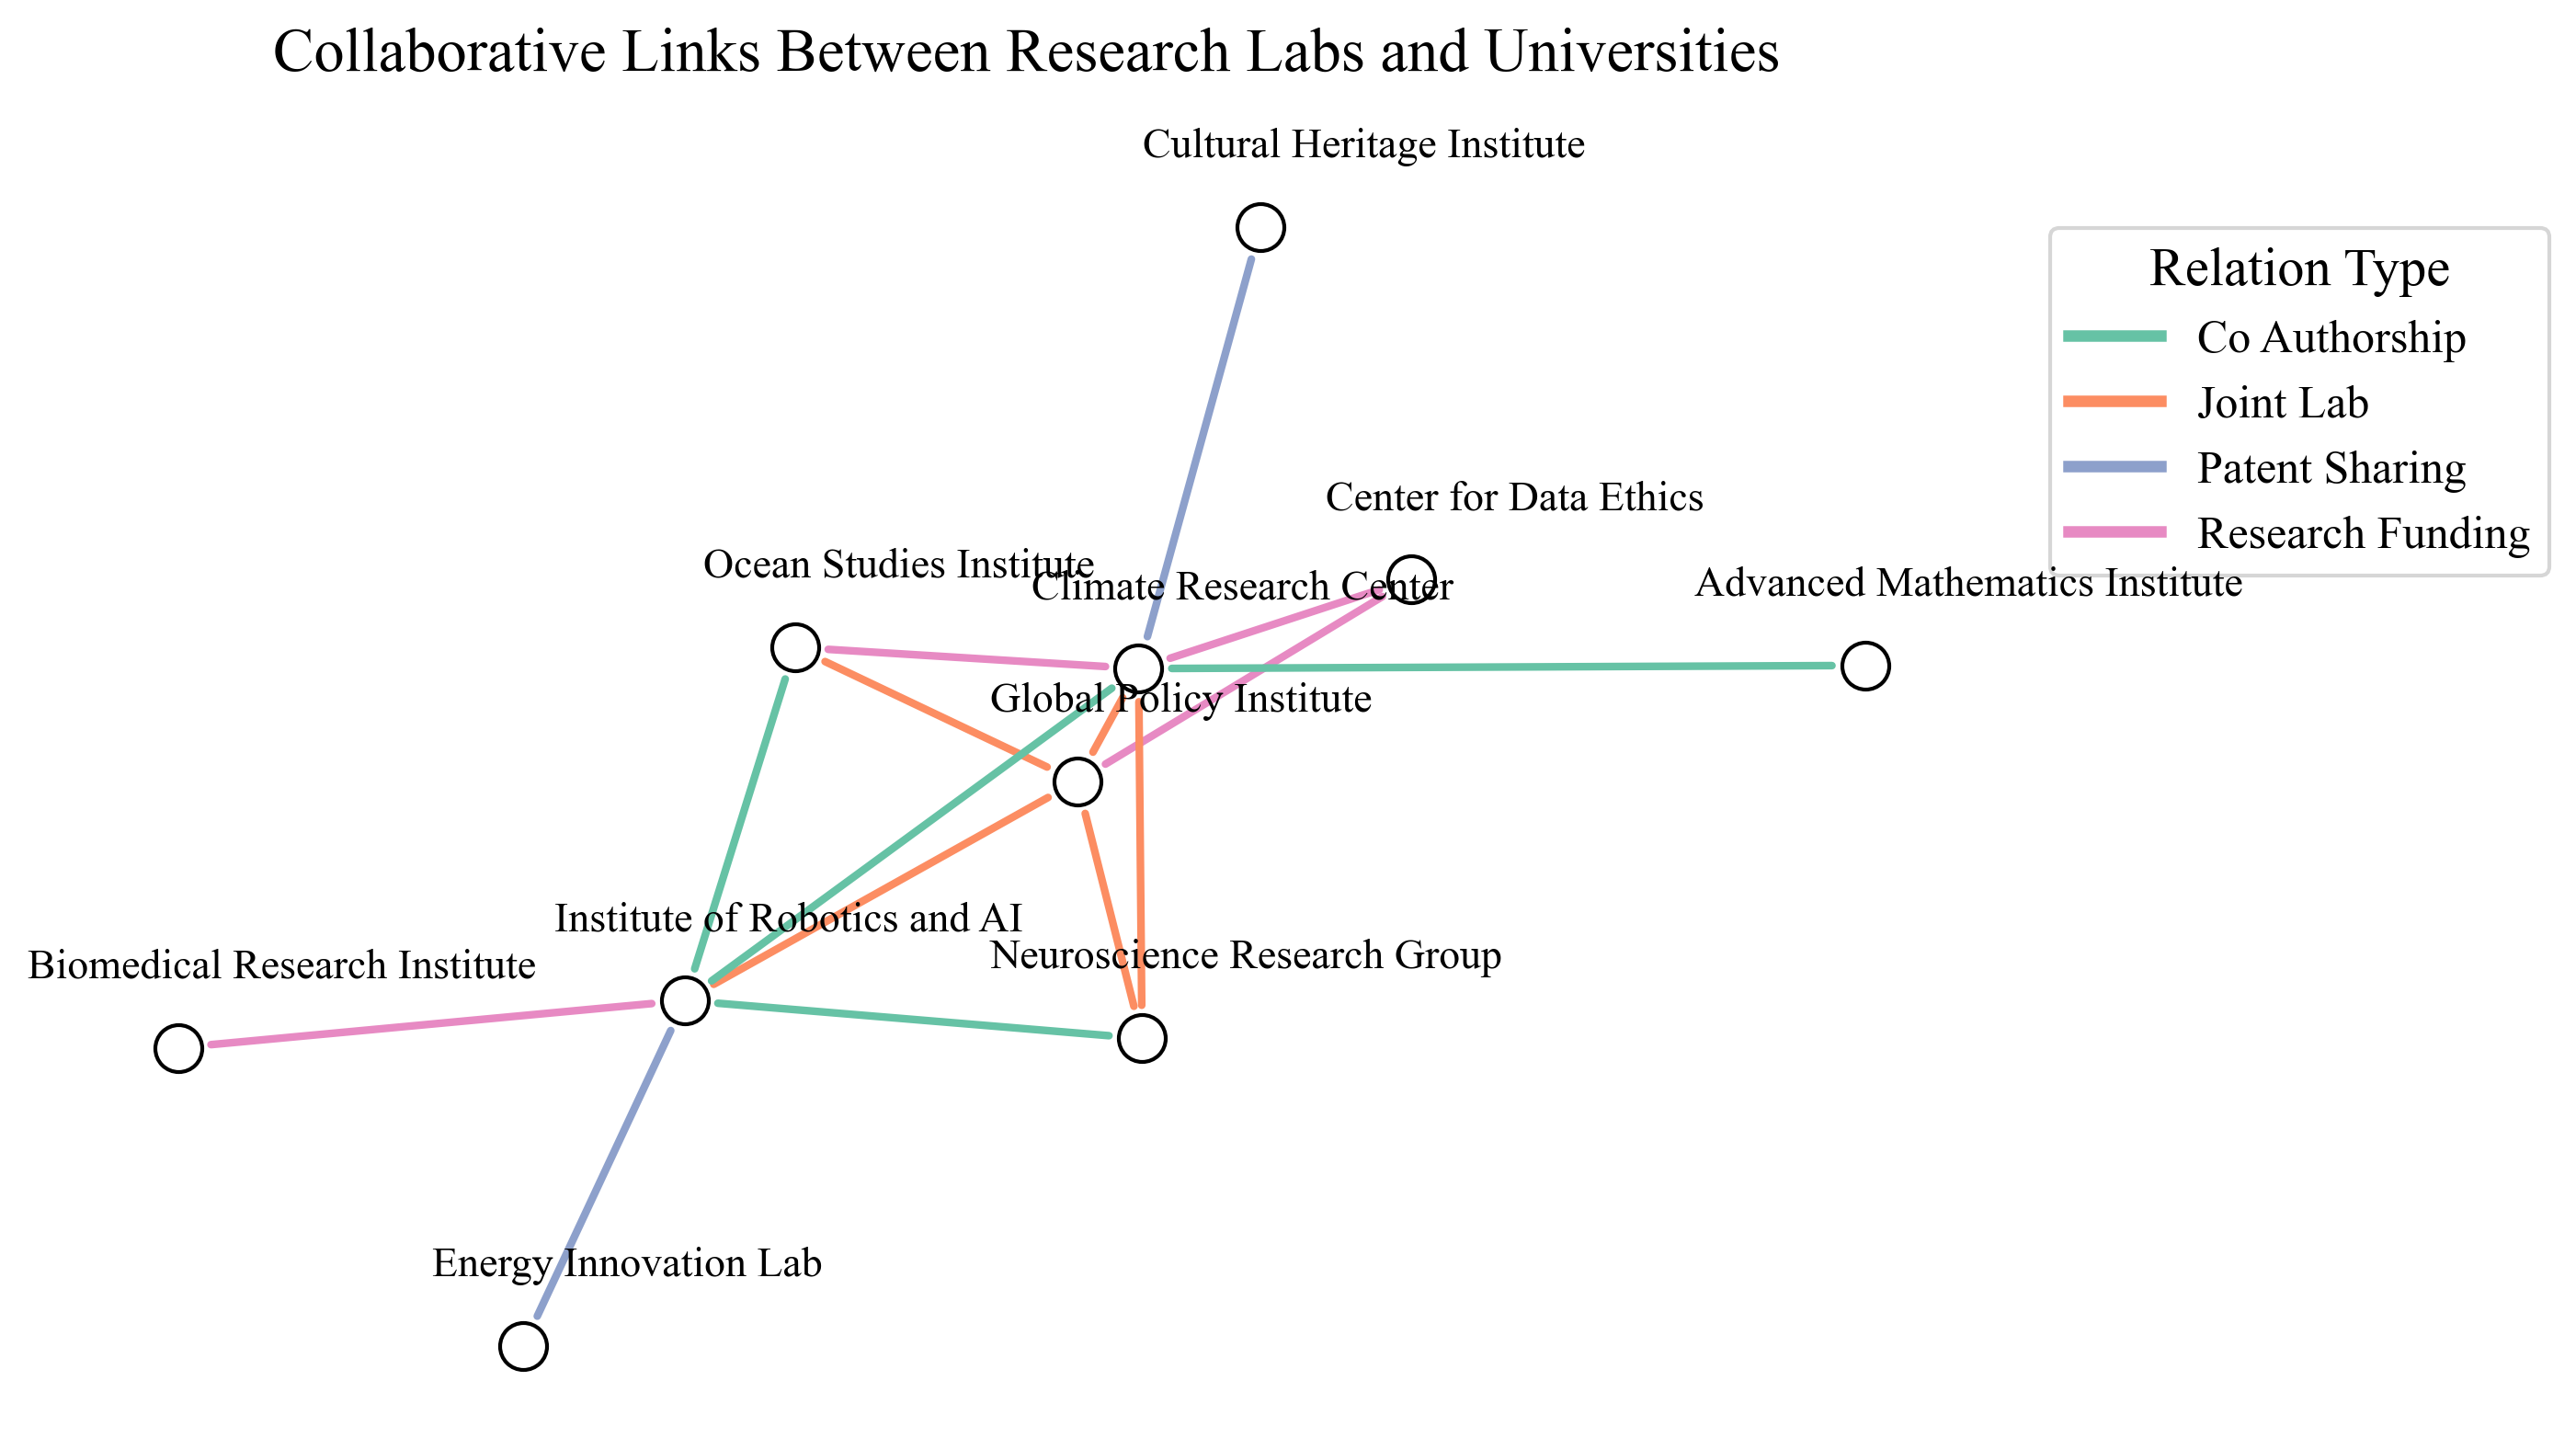 Collaborative Links Between Research Labs and Universities
Cultural Heritage Institute
Relation Type
Co Authorship
Joint Lab
Patent Sharing
Research Funding
Center for Data Ethics
Ocean Studies Institute
Climate Research Center
Advanced Mathematics Institute
Global Policy Institute
Institute of Robotics and AI
Biomedical Research Institute
Neuroscience Research Group
Energy Innovation Lab